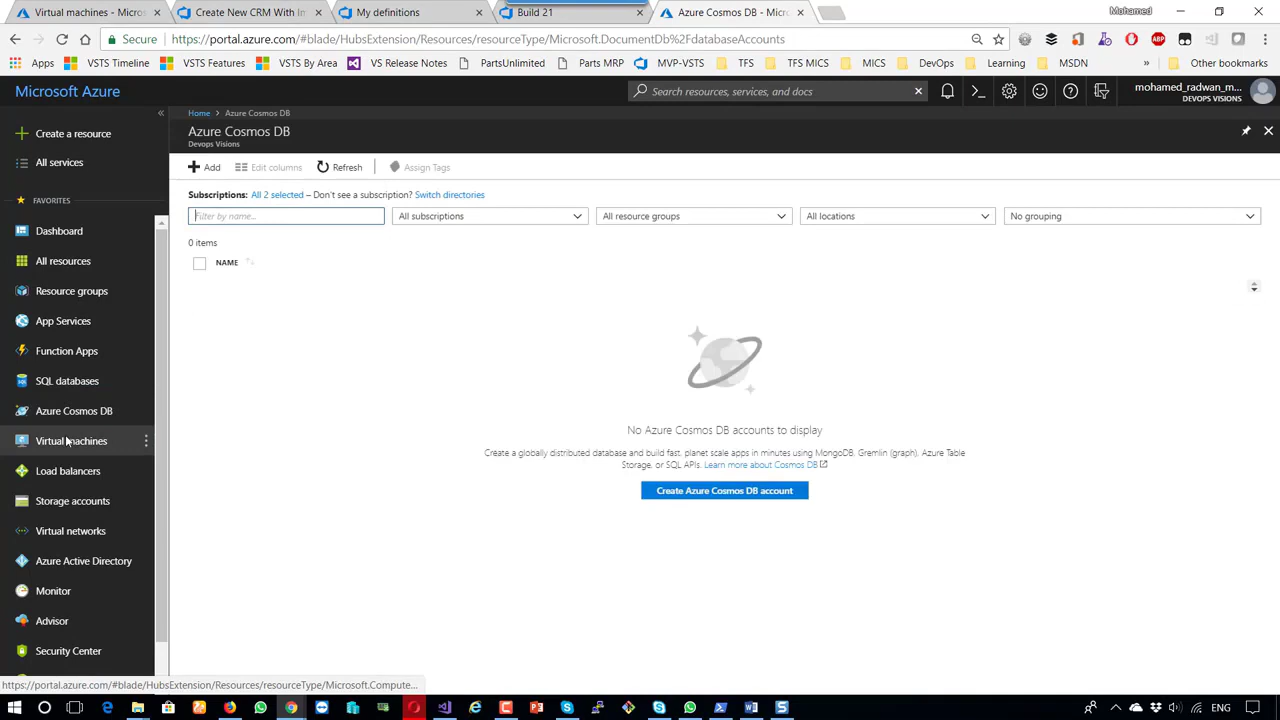 Virtual machines - Micros
Create New CRM With In
My definitions
Build 21
Azure Cosmos DB - Micr
Mohamed
Secure
https://portal.azure.com/#blade/HubsExtension/Resources/resourceType/Microsoft.DocumentDb%2FdatabaseAccounts
Apps
VSTS Timeline
VSTS Features
VSTS By Area
VS Release Notes
PartsUnlimited
Parts MRP
MVP-VSTS
TFS
TFS MICS
MICS
DevOps
Learning
MSDN
»
Other bookmarks
Microsoft Azure
Search resources, services, and docs
mohamed_radwan_m...
DEVOPS VISIONS
Create a resource
All services
FAVORITES
Dashboard
All resources
Resource groups
App Services
Function Apps
SQL databases
Azure Cosmos DB
Virtual machines
Load balancers
Storage accounts
Virtual networks
Azure Active Directory
Monitor
Advisor
Security Center
Home > Azure Cosmos DB
Azure Cosmos DB
Devops Visions
Add
Edit columns
Refresh
Assign Tags
Subscriptions: All 2 selected – Don't see a subscription? Switch directories
Filter by name...
All subscriptions
All resource groups
All locations
No grouping
0 items
NAME
No Azure Cosmos DB accounts to display
Create a globally distributed database and build fast, planet scale apps in minutes using MongoDB, Gremlin (graph), Azure Table
Storage, or SQL APIs. Learn more about Cosmos DB
Create Azure Cosmos DB account
https://portal.azure.com/#blade/HubsExtension/Resources/resourceType/Microsoft.Compute...
ENG